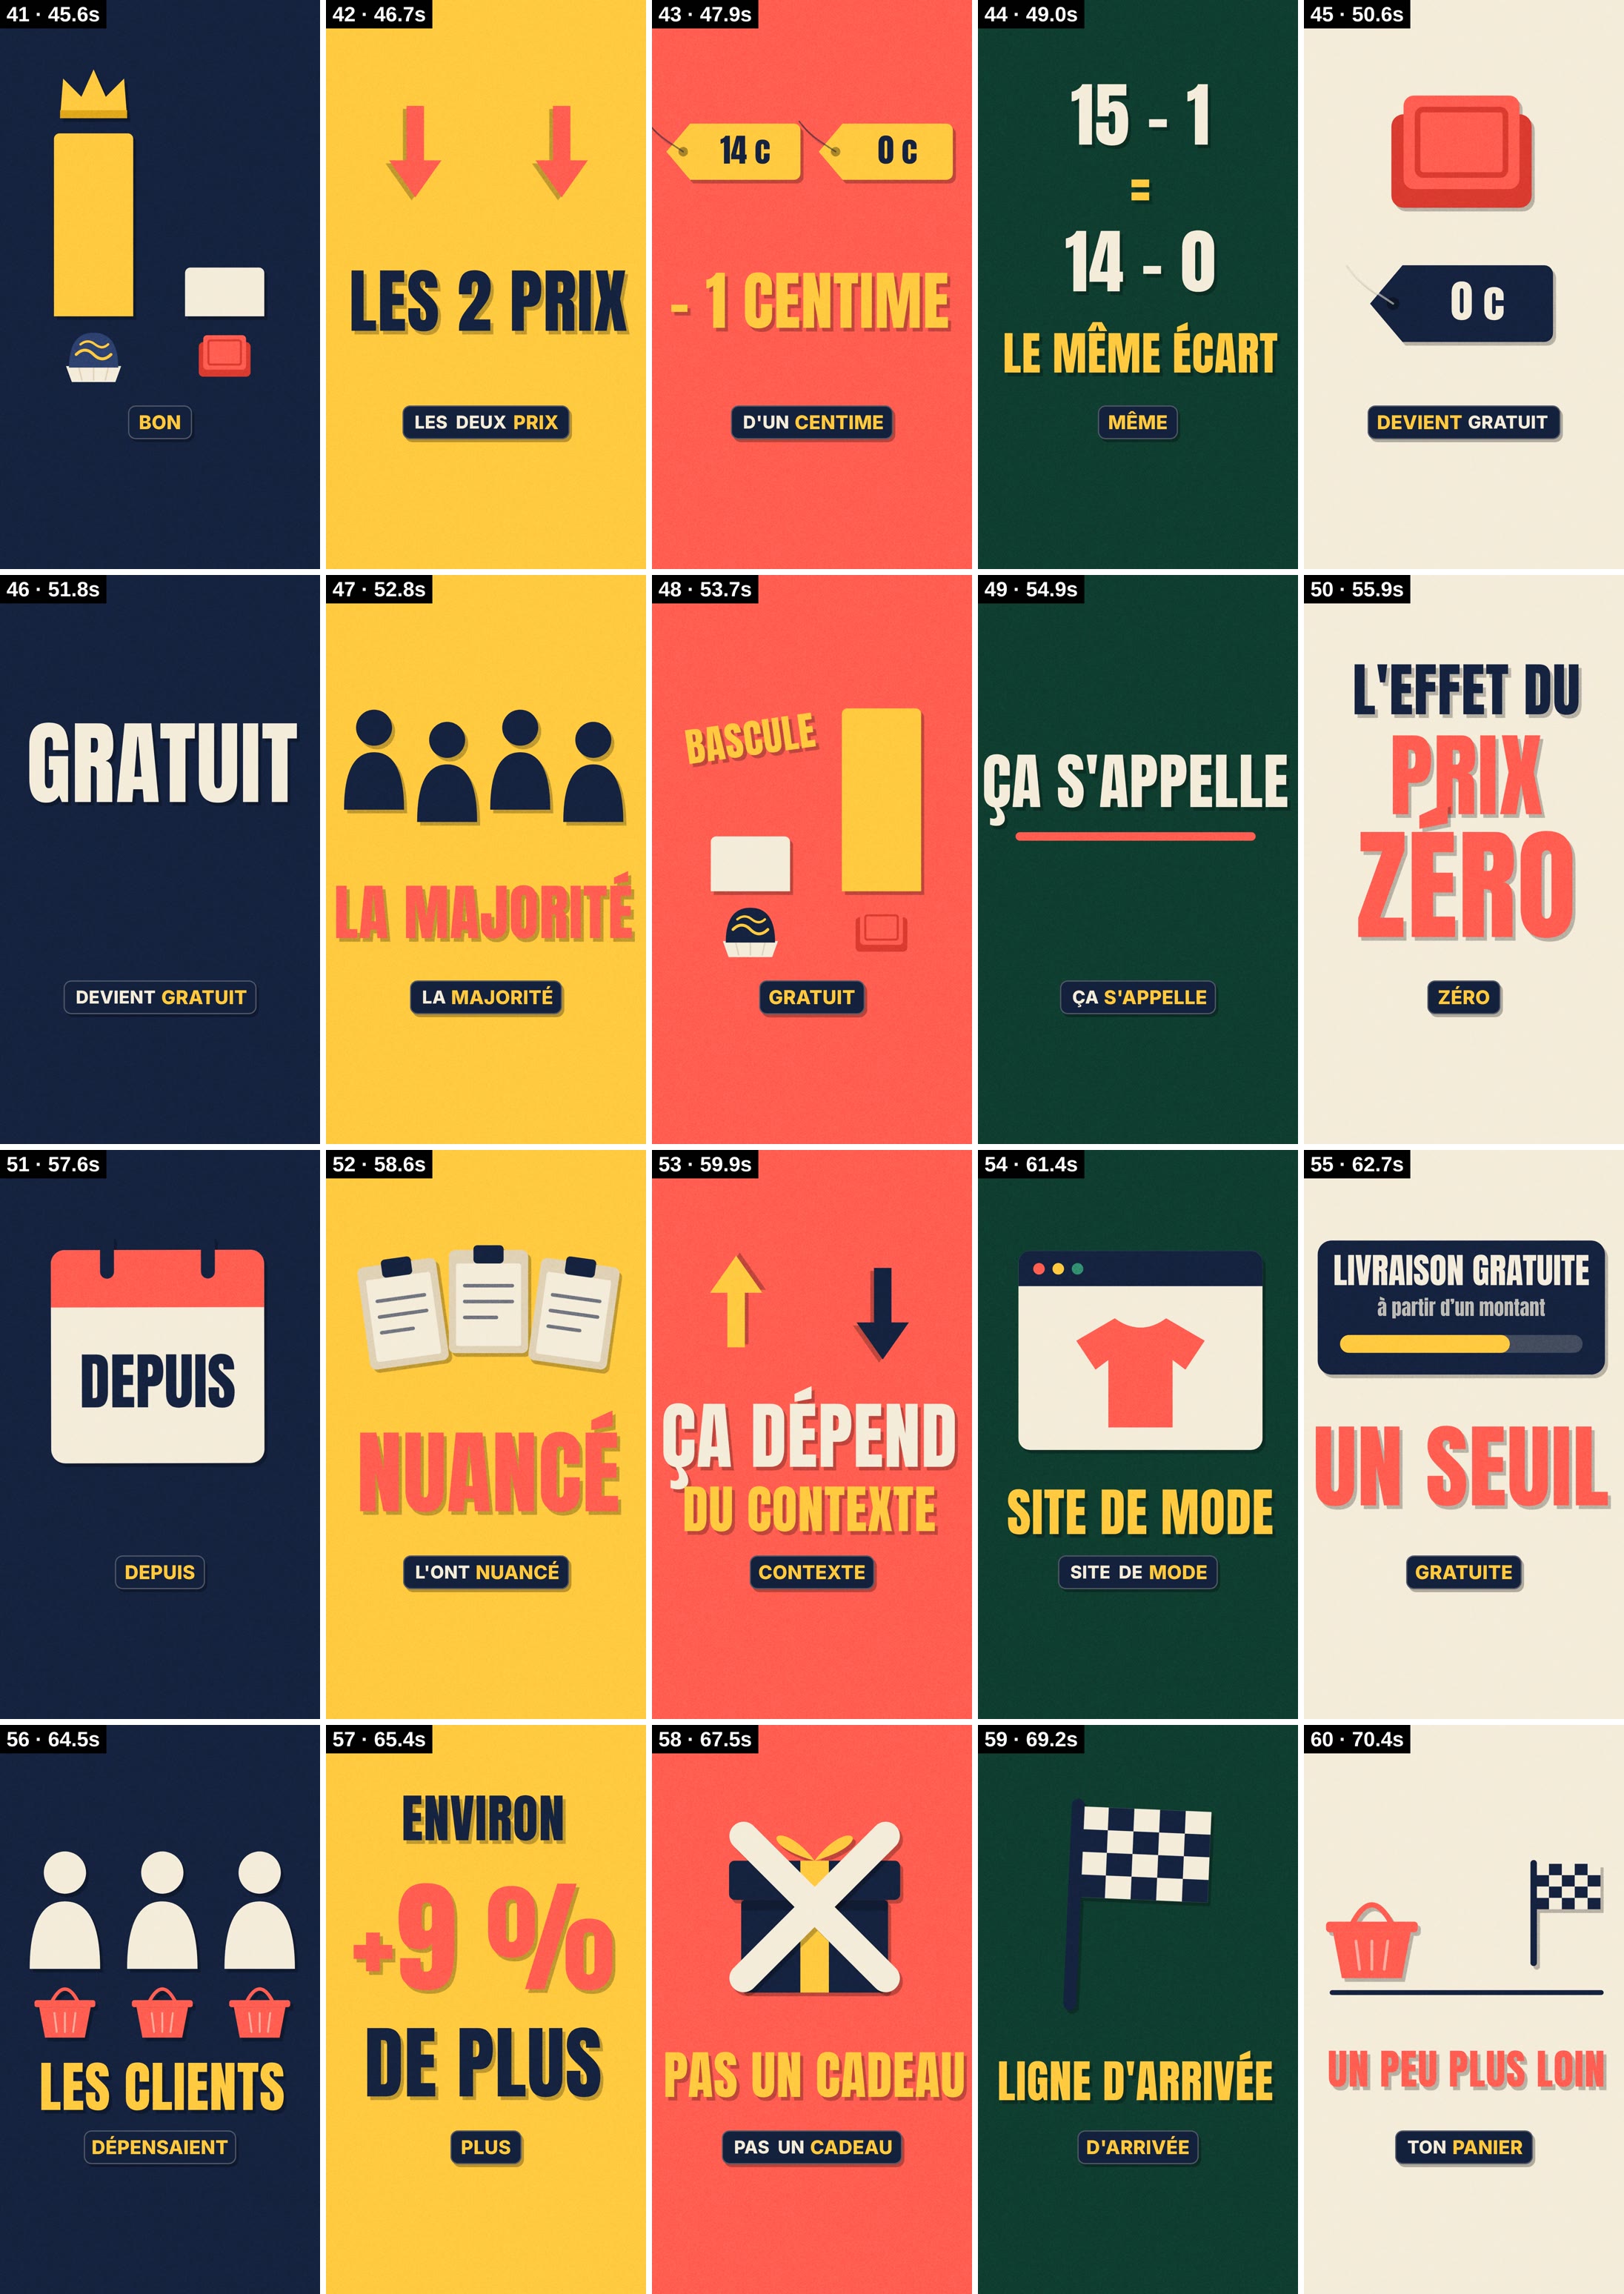 41 · 45.6s
BON
42 · 46.7s
LES 2 PRIX
LES DEUX PRIX
43 · 47.9s
14 c
0 c
- 1 CENTIME
D'UN CENTIME
44 · 49.0s
15 - 1
=
14 - 0
LE MÊME ÉCART
MÊME
45 · 50.6s
0 c
DEVIENT GRATUIT
46 · 51.8s
GRATUIT
DEVIENT GRATUIT
47 · 52.8s
LA MAJORITÉ
LA MAJORITÉ
48 · 53.7s
BASCULE
GRATUIT
49 · 54.9s
ÇA S'APPELLE
ÇA S'APPELLE
50 · 55.9s
L'EFFET DU
PRIX
ZÉRO
ZÉRO
51 · 57.6s
DEPUIS
DEPUIS
52 · 58.6s
NUANCÉ
L'ONT NUANCÉ
53 · 59.9s
ÇA DÉPEND
DU CONTEXTE
CONTEXTE
54 · 61.4s
SITE DE MODE
SITE DE MODE
55 · 62.7s
LIVRAISON GRATUITE
à partir d'un montant
UN SEUIL
GRATUITE
56 · 64.5s
LES CLIENTS
DÉPENSAIENT
57 · 65.4s
ENVIRON
+9 %
DE PLUS
PLUS
58 · 67.5s
PAS UN CADEAU
PAS UN CADEAU
59 · 69.2s
LIGNE D'ARRIVÉE
D'ARRIVÉE
60 · 70.4s
UN PEU PLUS LOIN
TON PANIER